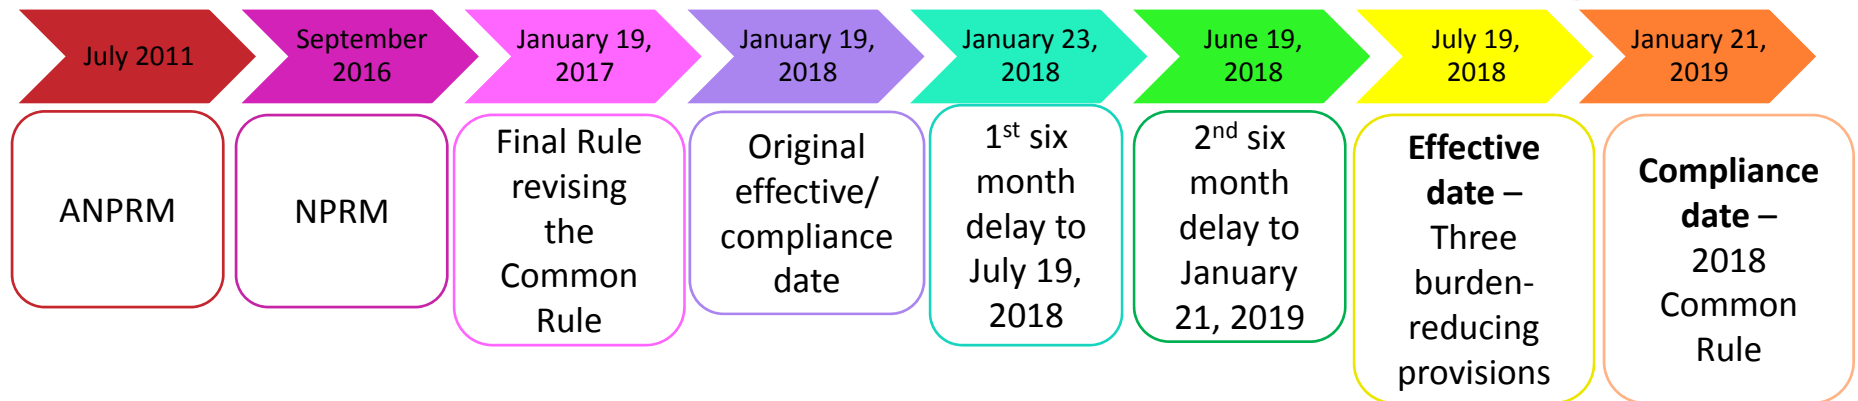 July 2011
September
2016
January 19,
2017
January 19,
2018
January 23,
2018
June 19,
2018
July 19,
2018
January 21,
2019
ANPRM
NPRM
Final Rule
revising
the
Common
Rule
Original
effective/
compliance
date
1st six
month
delay to
July 19,
2018
2nd six
month
delay to
January
21, 2019
Effective
date –
Three
burden-
reducing
provisions
Compliance
date –
2018
Common
Rule